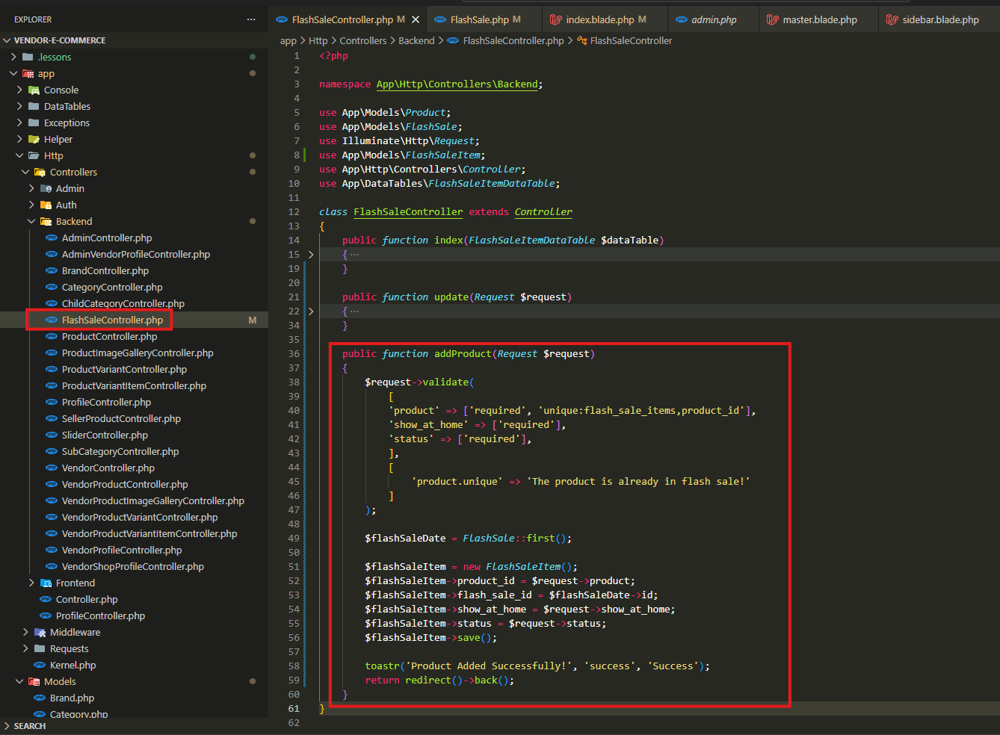 EXPLORER
···
VENDOR-E-COMMERCE
.lessons
app
Console
DataTables
Exceptions
Helper
Http
Controllers
Admin
Auth
Backend
AdminController.php
AdminVendorProfileController.php
BrandController.php
CategoryController.php
ChildCategoryController.php
FlashSaleController.php M
ProductController.php
ProductImageGalleryController.php
ProductVariantController.php
ProductVariantItemController.php
ProfileController.php
SellerProductController.php
SliderController.php
SubCategoryController.php
VendorController.php
VendorProductController.php
VendorProductImageGalleryController.php
VendorProductVariantController.php
VendorProductVariantItemController.php
VendorProfileController.php
VendorShopProfileController.php
Frontend
Controller.php
ProfileController.php
Middleware
Requests
Kernel.php
Models
Brand.php
Category.php
SEARCH
FlashSaleController.php M
FlashSale.php M
index.blade.php M
admin.php
master.blade.php
sidebar.blade.php
app > Http > Controllers > Backend > FlashSaleController.php > FlashSaleController
1 <?php
2
3 namespace App\Http\Controllers\Backend;
4
5 use App\Models\Product;
6 use App\Models\FlashSale;
7 use Illuminate\Http\Request;
8 use App\Models\FlashSaleItem;
9 use App\Http\Controllers\Controller;
10 use App\DataTables\FlashSaleItemDataTable;
11
12 class FlashSaleController extends Controller
13 {
14 public function index(FlashSaleItemDataTable $dataTable)
15 { ···
19 }
20
21 public function update(Request $request)
22 { ···
34 }
35
36 public function addProduct(Request $request)
37 {
38 $request->validate(
39 [
40 'product' => ['required', 'unique:flash_sale_items,product_id'],
41 'show_at_home' => ['required'],
42 'status' => ['required'],
43 ],
44 [
45 'product.unique' => 'The product is already in flash sale!'
46 ]
47 );
48
49 $flashSaleDate = FlashSale::first();
50
51 $flashSaleItem = new FlashSaleItem();
52 $flashSaleItem->product_id = $request->product;
53 $flashSaleItem->flash_sale_id = $flashSaleDate->id;
54 $flashSaleItem->show_at_home = $request->show_at_home;
55 $flashSaleItem->status = $request->status;
56 $flashSaleItem->save();
57
58 toastr('Product Added Successfully!', 'success', 'Success');
59 return redirect()->back();
60 }
61 }
62